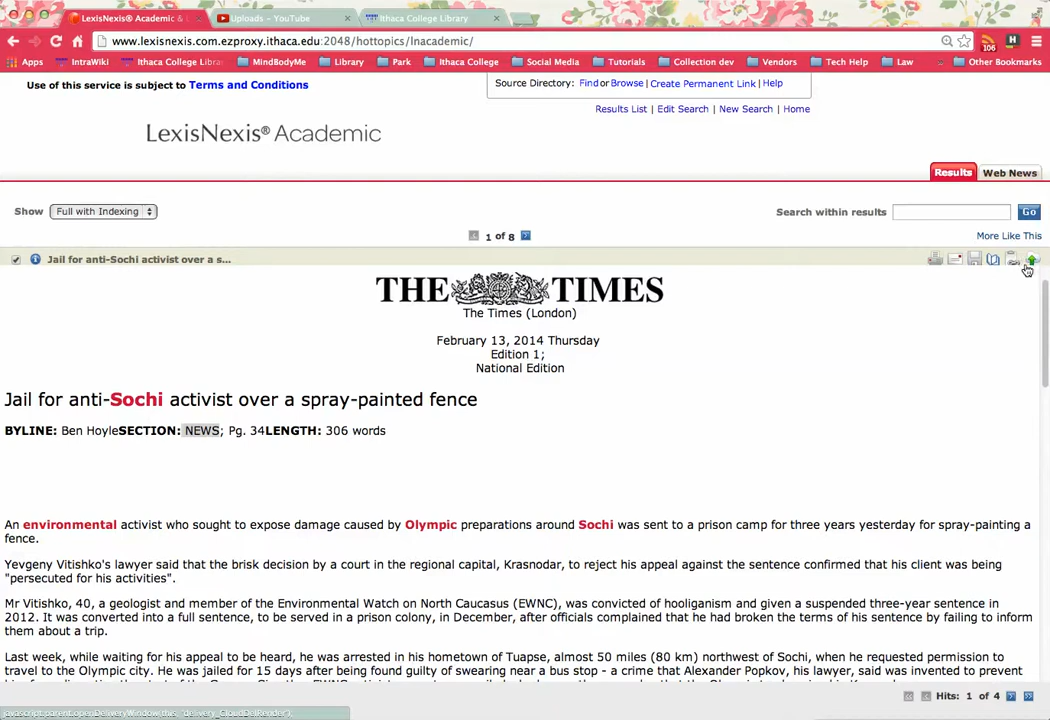 LexisNexis® Academic &
Uploads - YouTube
Ithaca College Library
www.lexisnexis.com.ezproxy.ithaca.edu:2048/hottopics/lnacademic/
106
H
Apps IntraWiki Ithaca College Libra MindBodyMe Library Park Ithaca College Social Media Tutorials Collection dev Vendors Tech Help Law » Other Bookmarks
Use of this service is subject to Terms and Conditions
Source Directory: Find or Browse | Create Permanent Link | Help
Results List | Edit Search | New Search | Home
LexisNexis® Academic
Results Web News
Show Full with Indexing
Search within results Go
1 of 8
More Like This
Jail for anti-Sochi activist over a s...
THE TIMES
The Times (London)
February 13, 2014 Thursday
Edition 1;
National Edition
Jail for anti-Sochi activist over a spray-painted fence
BYLINE: Ben HoyleSECTION: NEWS; Pg. 34LENGTH: 306 words
An environmental activist who sought to expose damage caused by Olympic preparations around Sochi was sent to a prison camp for three years yesterday for spray-painting a
fence.
Yevgeny Vitishko's lawyer said that the brisk decision by a court in the regional capital, Krasnodar, to reject his appeal against the sentence confirmed that his client was being
"persecuted for his activities".
Mr Vitishko, 40, a geologist and member of the Environmental Watch on North Caucasus (EWNC), was convicted of hooliganism and given a suspended three-year sentence in
2012. It was converted into a full sentence, to be served in a prison colony, in December, after officials complained that he had broken the terms of his sentence by failing to inform
them about a trip.
Last week, while waiting for his appeal to be heard, he was arrested in his hometown of Tuapse, almost 50 miles (80 km) northwest of Sochi, when he requested permission to
travel to the Olympic city. He was jailed for 15 days after being found guilty of swearing near a bus stop - a crime that Alexander Popkov, his lawyer, said was invented to prevent
Hits: 1 of 4